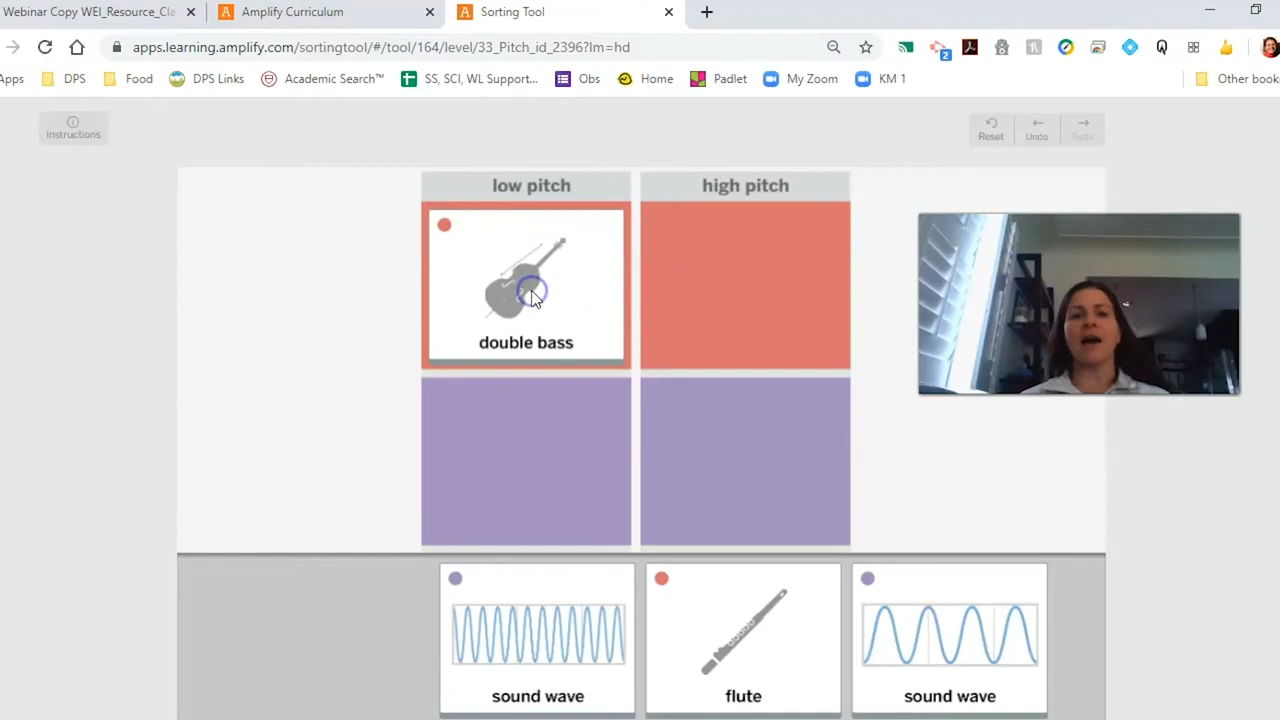 Webinar Copy WEI_Resource_Cla
Amplify Curriculum
Sorting Tool
apps.learning.amplify.com/sortingtool/#/tool/164/level/33_Pitch_id_2396?lm=hd
2
Apps
DPS
Food
DPS Links
Academic Search™
SS, SCI, WL Support...
Obs
Home
Padlet
My Zoom
KM 1
Other book
Instructions
Reset
Undo
Redo
low pitch
high pitch
double bass
sound wave
flute
sound wave